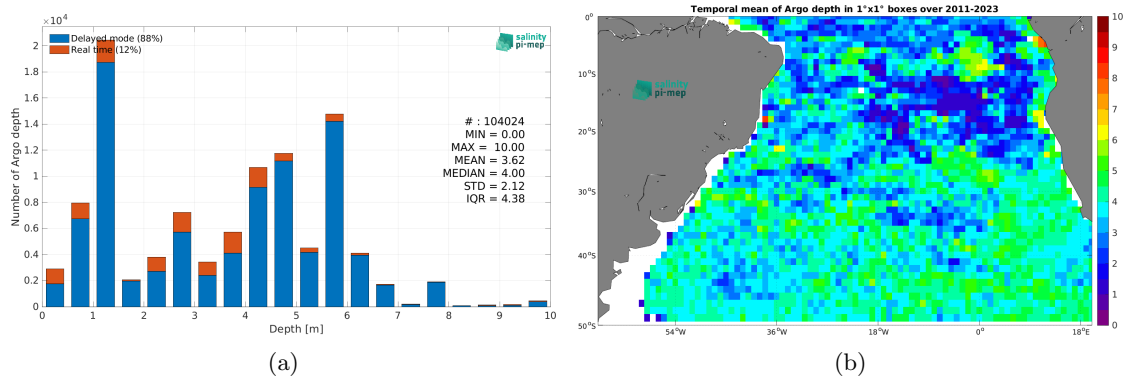 ×10⁴
Delayed mode (88%)
Real time (12%)
salinity
pi-mep
Number of Argo depth
2
1.8
1.6
1.4
1.2
1
0.8
0.6
0.4
0.2
0
# : 104024
MIN = 0.00
MAX = 10.00
MEAN = 3.62
MEDIAN = 4.00
STD = 2.12
IQR = 4.38
0 1 2 3 4 5 6 7 8 9 10
Depth [m]
(a)
Temporal mean of Argo depth in 1°x1° boxes over 2011-2023
salinity
pi-mep
0°
10°S
20°S
30°S
40°S
50°S
54°W 36°W 18°W 0° 18°E
10
9
8
7
6
5
4
3
2
1
0
(b)